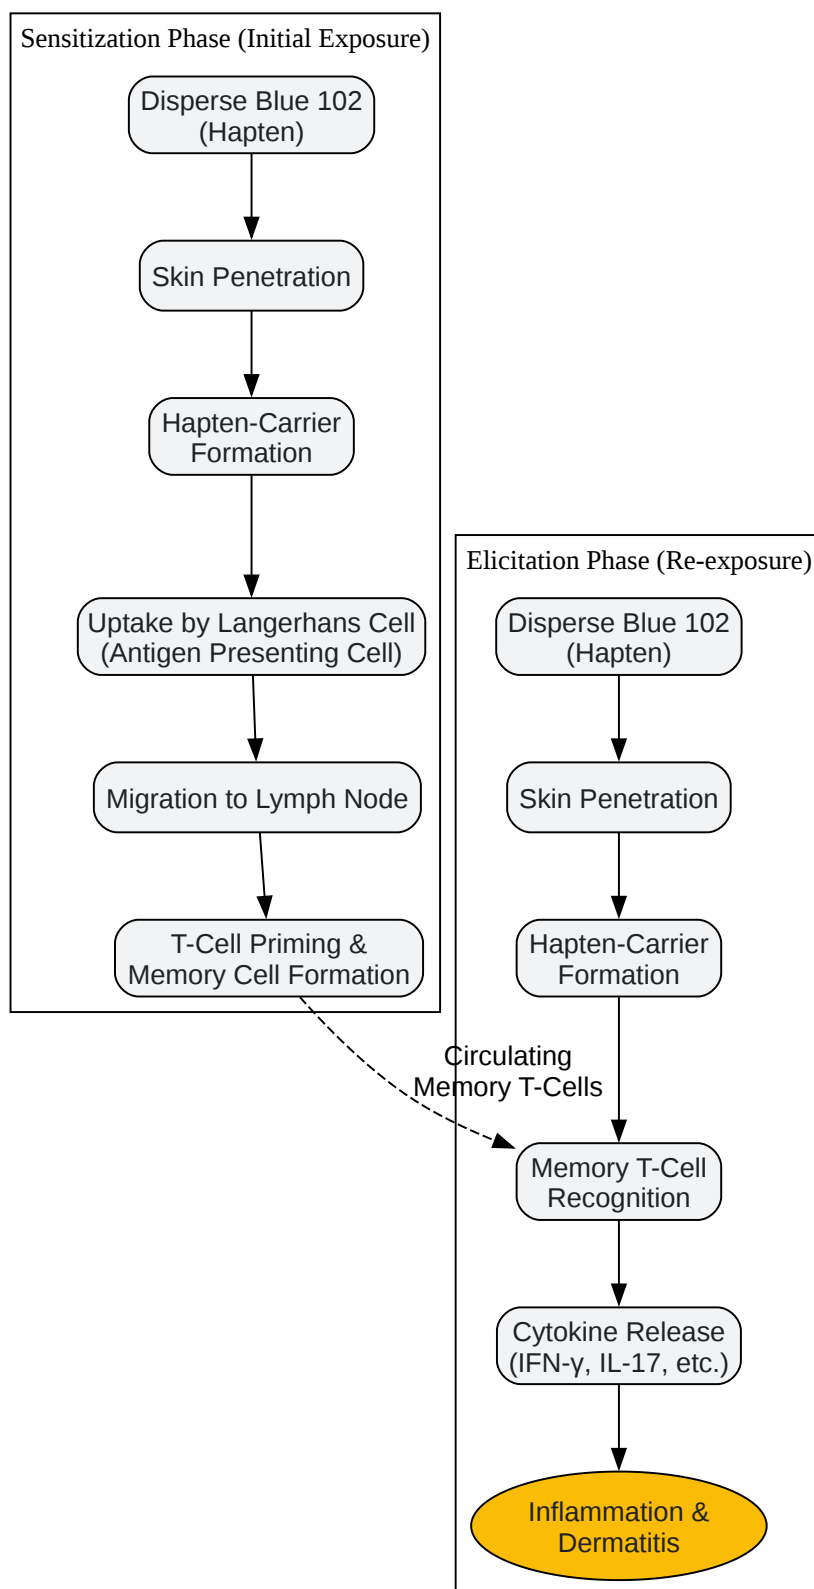 Sensitization Phase (Initial Exposure)
Disperse Blue 102
(Hapten)
Skin Penetration
Hapten-Carrier
Formation
Uptake by Langerhans Cell
(Antigen Presenting Cell)
Migration to Lymph Node
T-Cell Priming &
Memory Cell Formation
Circulating
Memory T-Cells
Elicitation Phase (Re-exposure)
Disperse Blue 102
(Hapten)
Skin Penetration
Hapten-Carrier
Formation
Memory T-Cell
Recognition
Cytokine Release
(IFN-γ, IL-17, etc.)
Inflammation &
Dermatitis